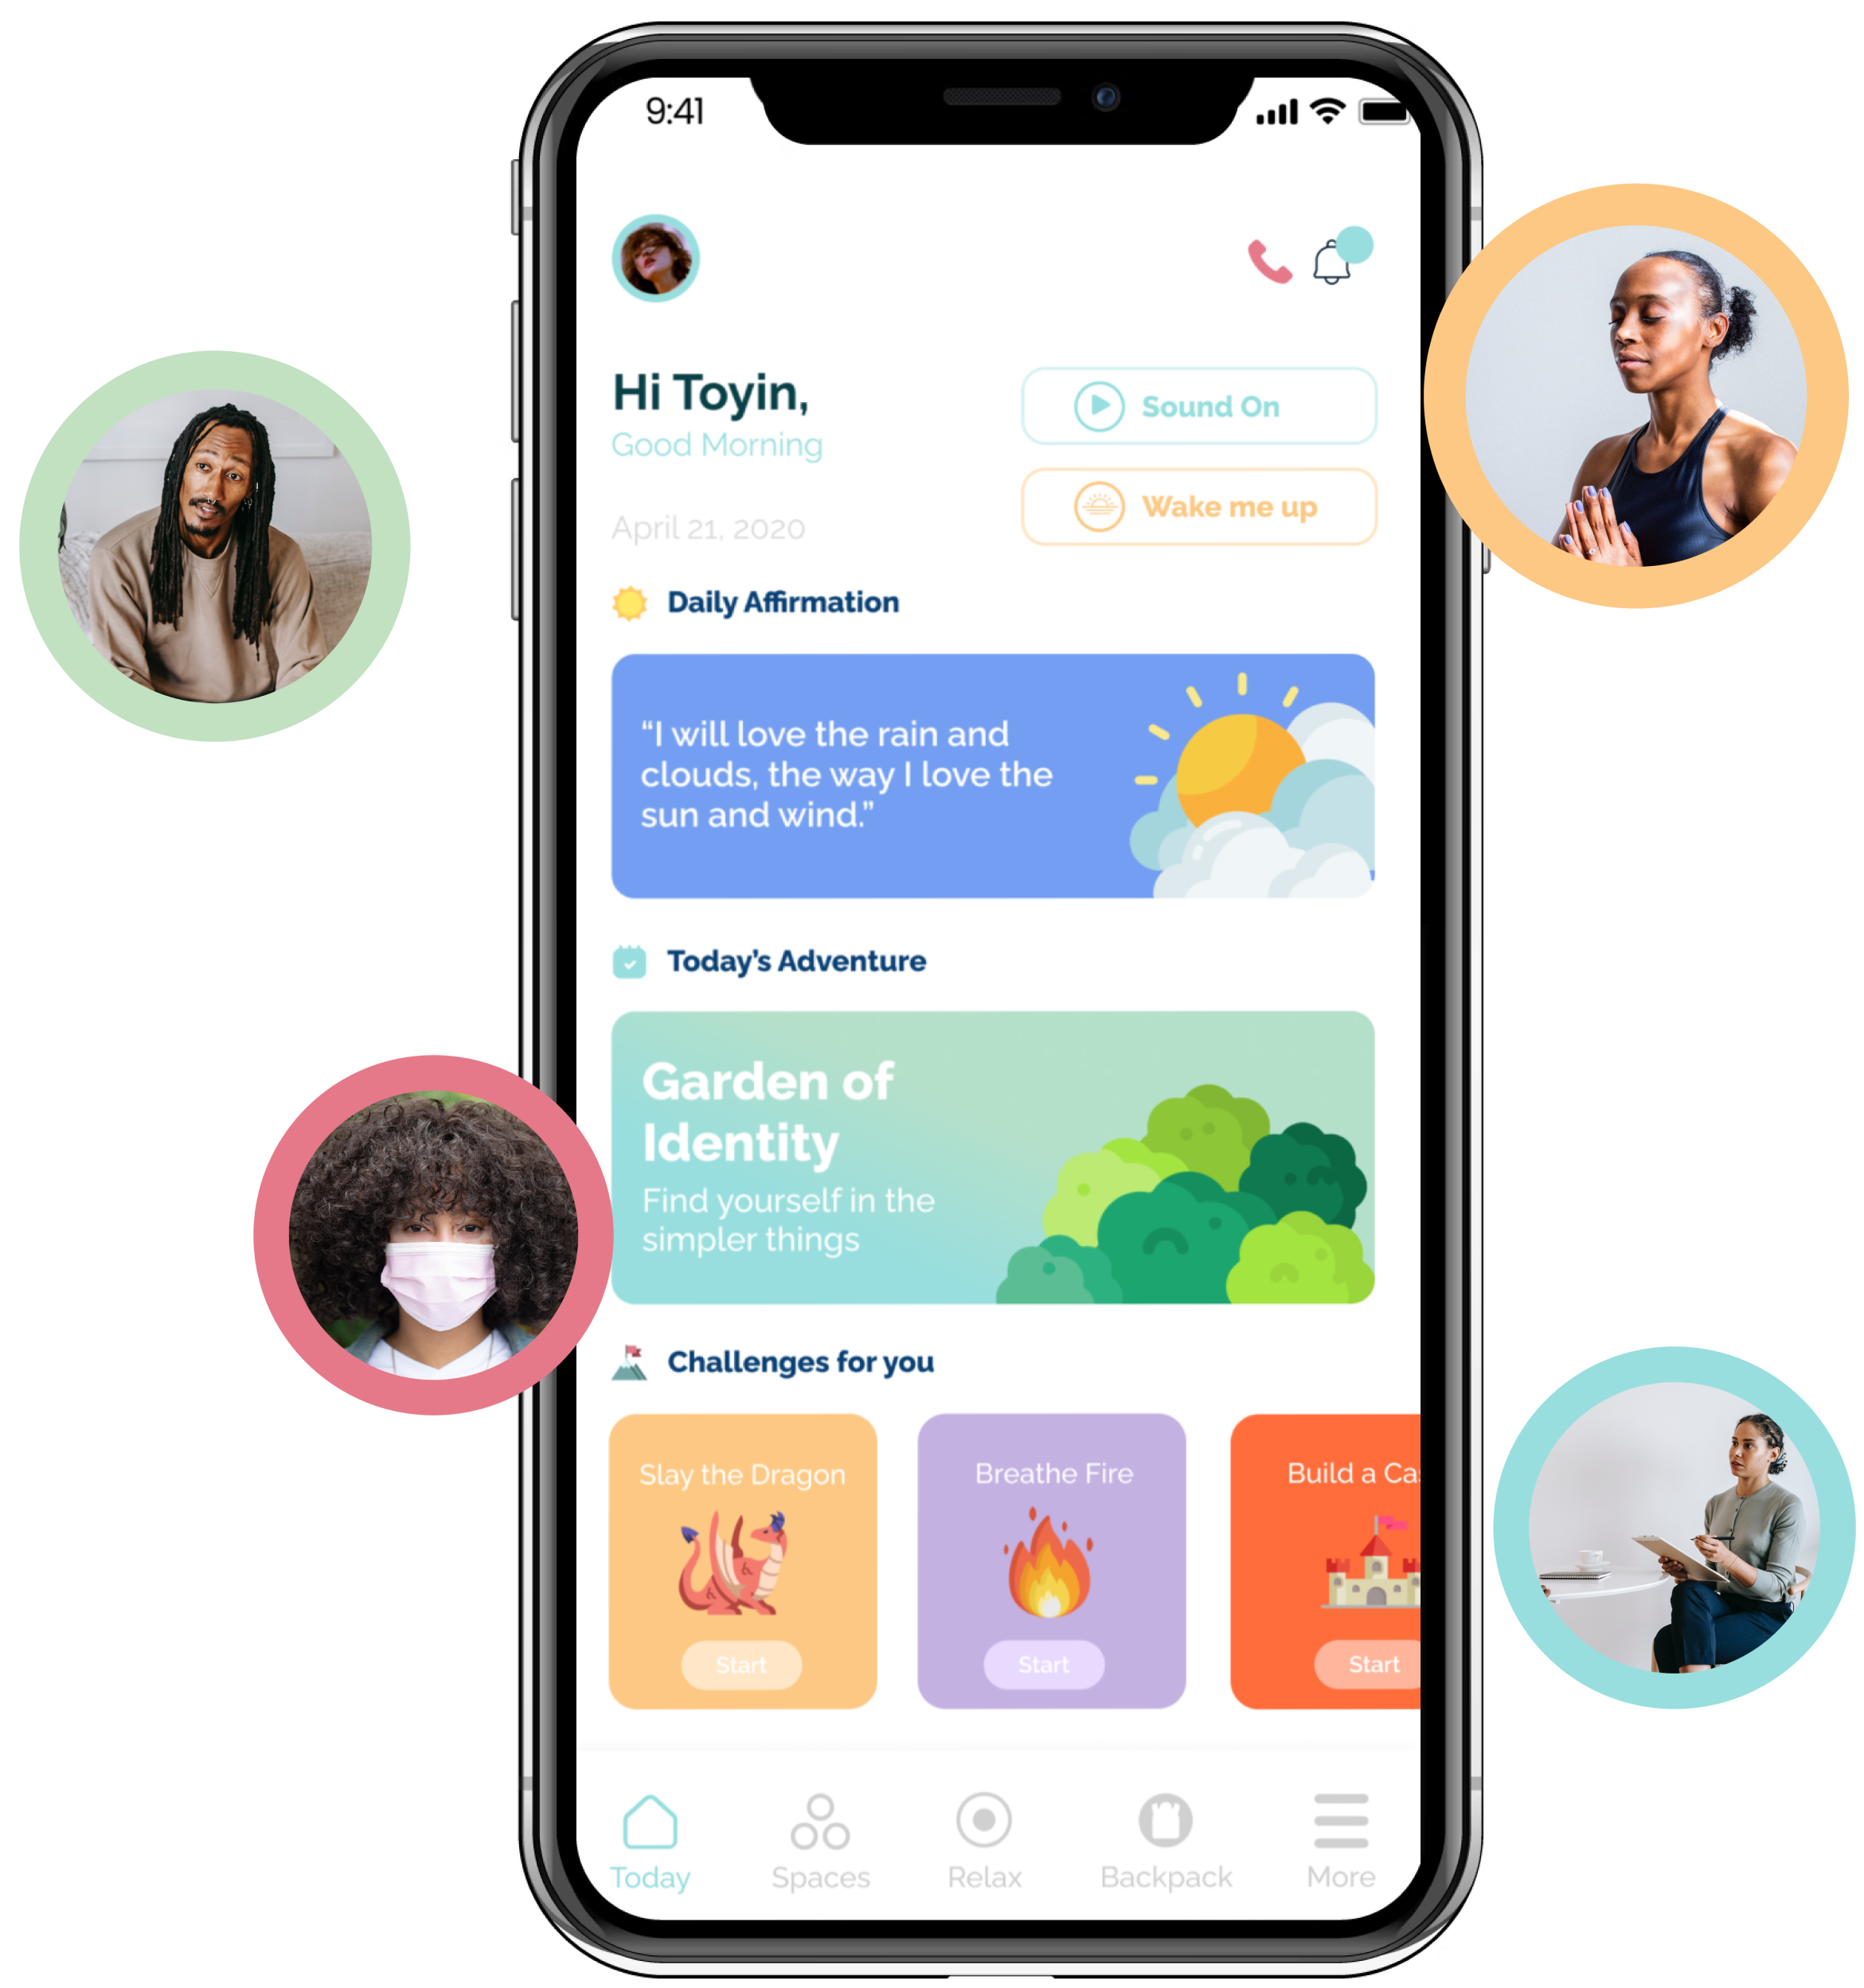 9:41
Hi Toyin,
Good Morning
April 21, 2020
Sound On
Wake me up
Daily Affirmation
“I will love the rain and
clouds, the way I love the
sun and wind.”
Today’s Adventure
Garden of
Identity
Find yourself in the
simpler things
Challenges for you
Slay the Dragon
Breathe Fire
Build a Cas
Start
Start
Start
Today
Spaces
Relax
Backpack
More